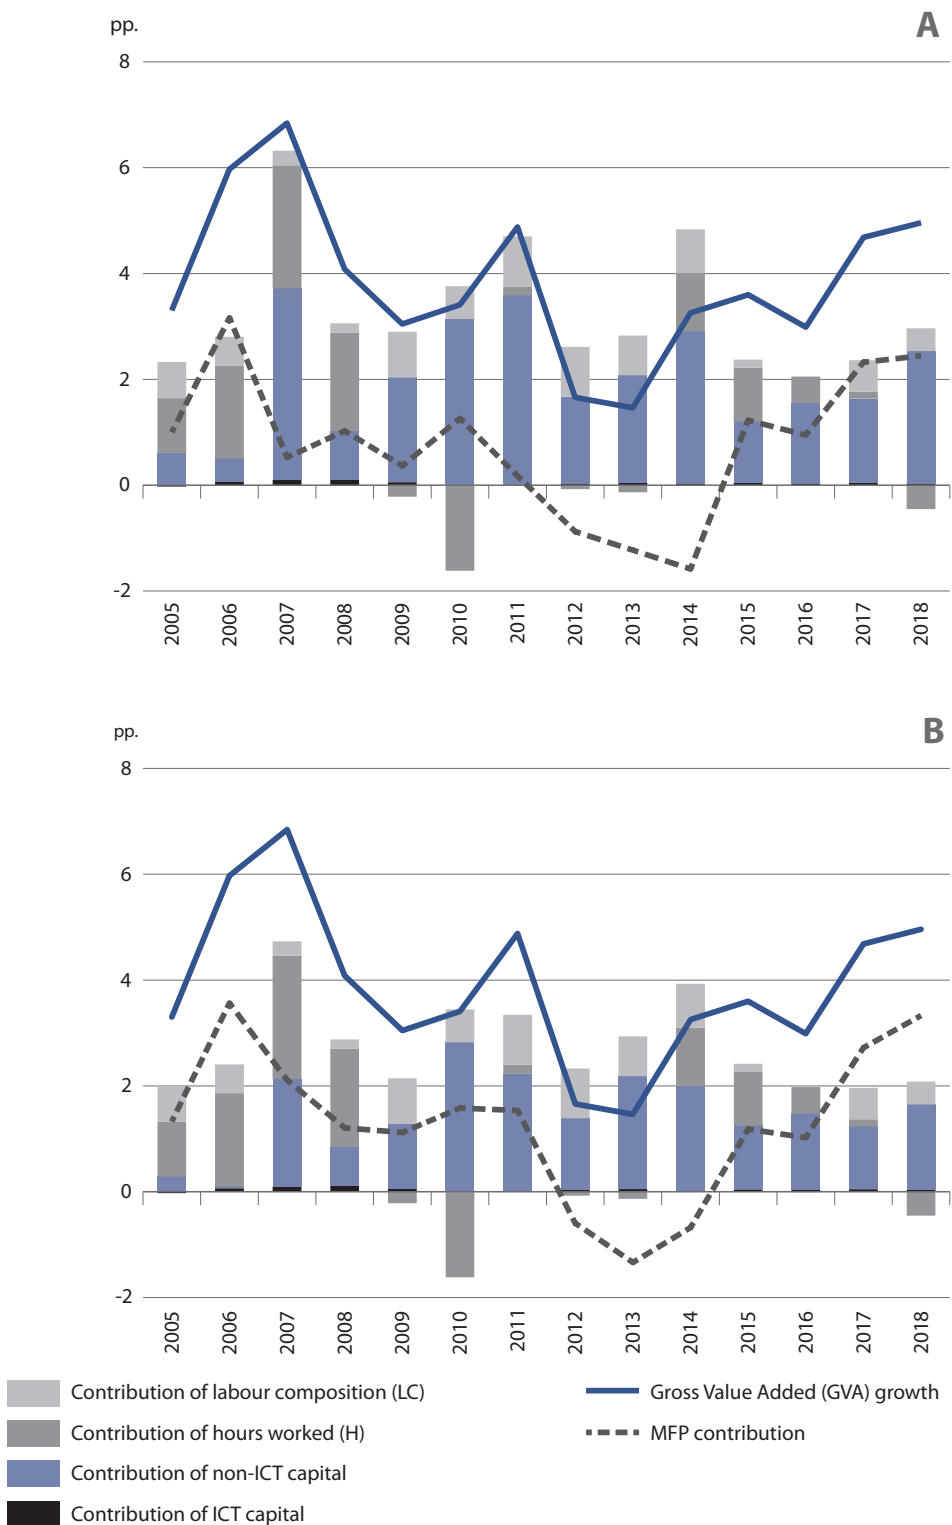 pp.
A
8
6
4
2
0
-2
2005 2006 2007 2008 2009 2010 2011 2012 2013 2014 2015 2016 2017 2018
pp.
B
8
6
4
2
0
-2
2005 2006 2007 2008 2009 2010 2011 2012 2013 2014 2015 2016 2017 2018
Contribution of labour composition (LC)
Contribution of hours worked (H)
Contribution of non-ICT capital
Contribution of ICT capital
Gross Value Added (GVA) growth
MFP contribution